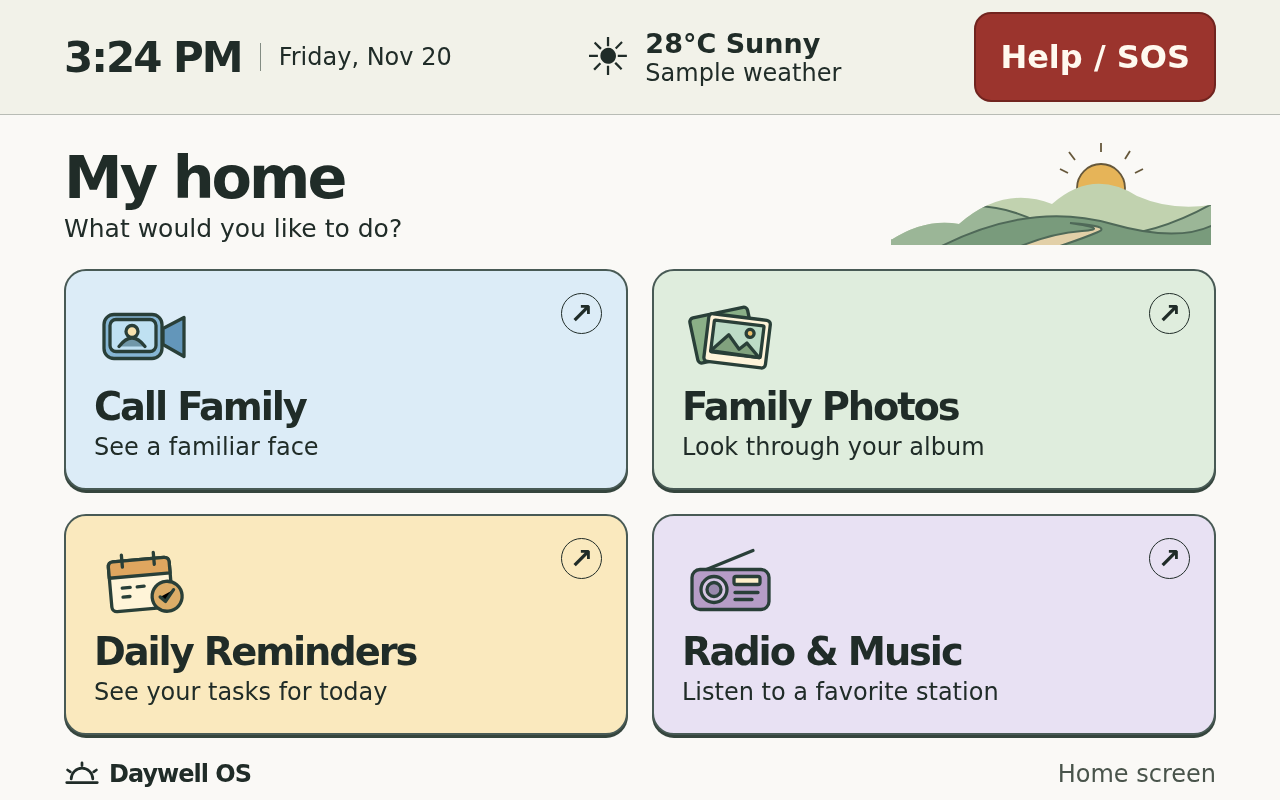 3:24 PM
Friday, Nov 20
28°C Sunny
Sample weather
Help / SOS
My home
What would you like to do?
Call Family
See a familiar face
Family Photos
Look through your album
Daily Reminders
See your tasks for today
Radio & Music
Listen to a favorite station
Daywell OS
Home screen